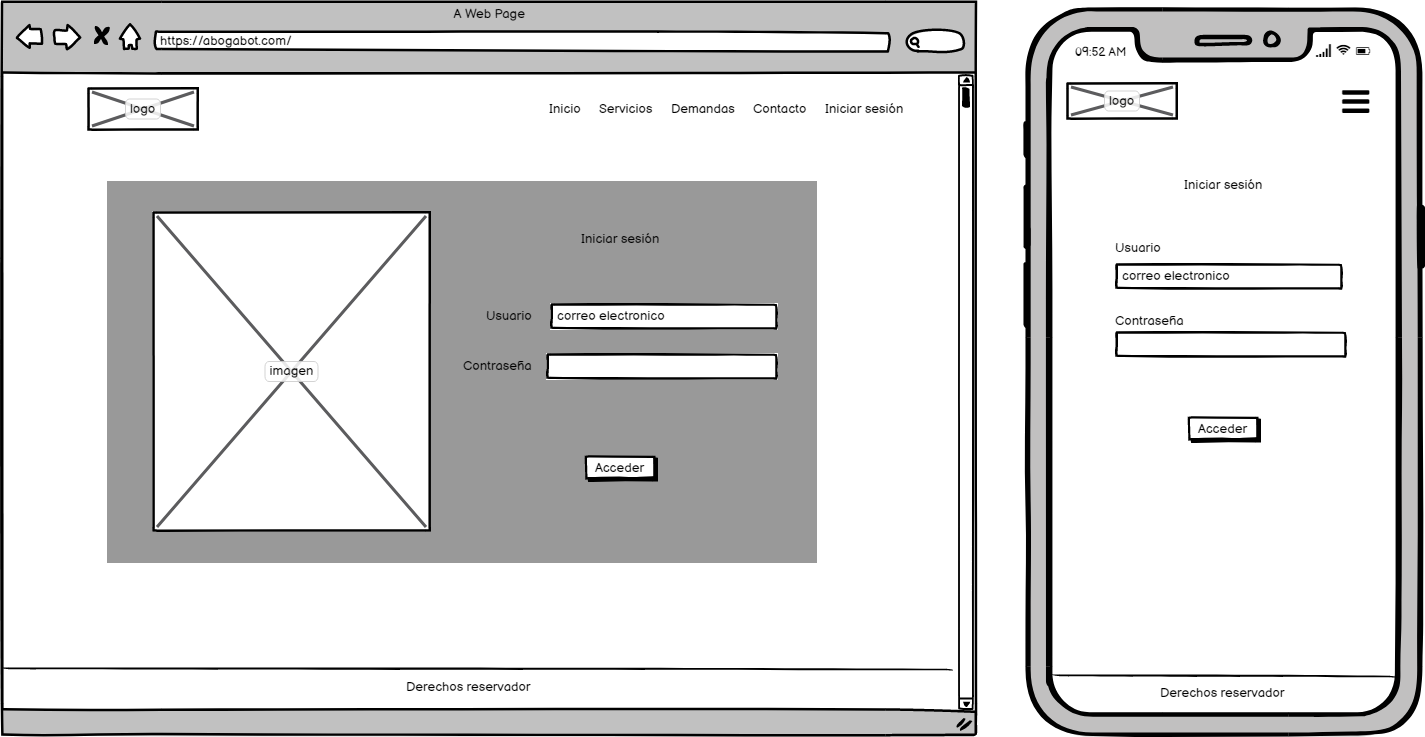 A Web Page
https://abogabot.com/
logo
Inicio Servicios Demandas Contacto Iniciar sesión
imagen
Iniciar sesión
Usuario correo electronico
Contraseña
Acceder
Derechos reservador
09:52 AM
logo
Iniciar sesión
Usuario
correo electronico
Contraseña
Acceder
Derechos reservador